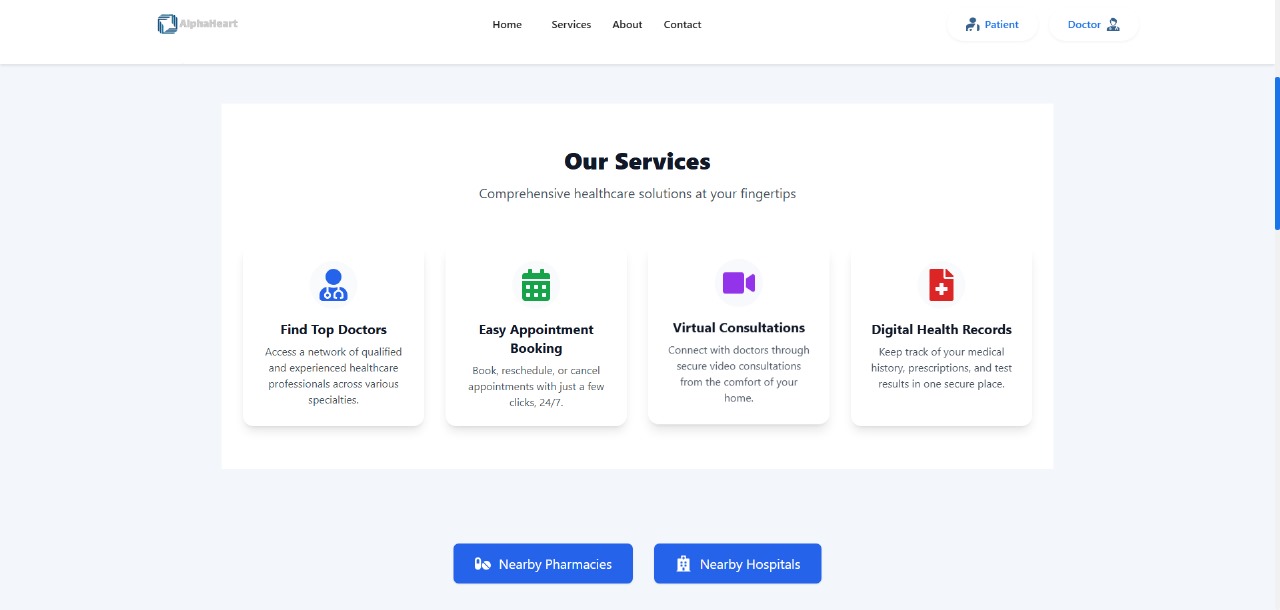 AlphaHeart
Home Services About Contact
Patient
Doctor
Our Services
Comprehensive healthcare solutions at your fingertips
Find Top Doctors
Access a network of qualified
and experienced healthcare
professionals across various
specialties.
Easy Appointment
Booking
Book, reschedule, or cancel
appointments with just a few
clicks, 24/7.
Virtual Consultations
Connect with doctors through
secure video consultations
from the comfort of your
home.
Digital Health Records
Keep track of your medical
history, prescriptions, and test
results in one secure place.
Nearby Pharmacies
Nearby Hospitals